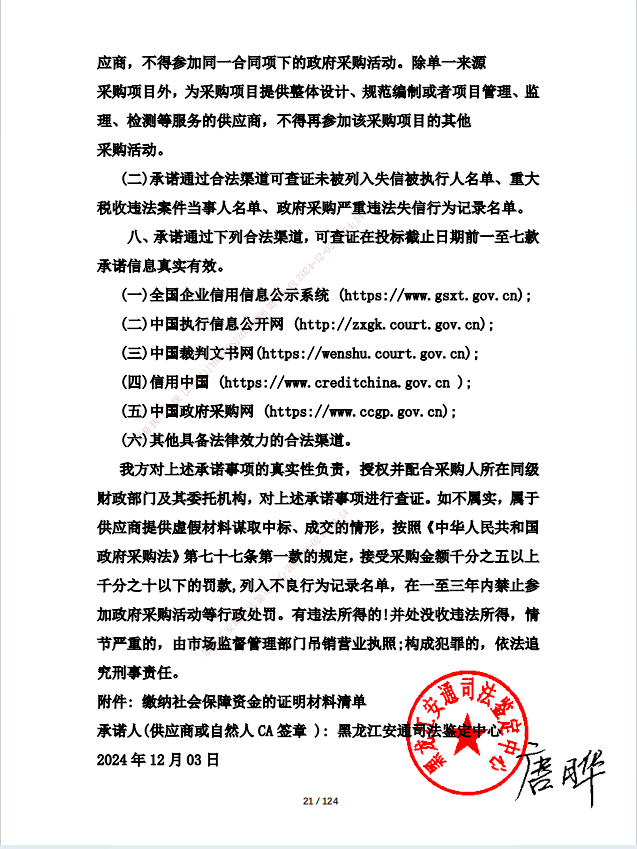 应商，不得参加同一合同项下的政府采购活动。除单一来源
采购项目外，为采购项目提供整体设计、规范编制或者项目管理、监
理、检测等服务的供应商，不得再参加该采购项目的其他
采购活动。
(二)承诺通过合法渠道可查证未被列入失信被执行人名单、重大
税收违法案件当事人名单、政府采购严重违法失信行为记录名单。
八、承诺通过下列合法渠道，可查证在投标截止日期前一至七款
承诺信息真实有效。
(一)全国企业信用信息公示系统 (https://www.gsxt.gov.cn);
(二)中国执行信息公开网 (http://zxgk.court.gov.cn);
(三)中国裁判文书网(https://wenshu.court.gov.cn);
(四)信用中国 (https://www.creditchina.gov.cn );
(五)中国政府采购网 (https://www.ccgp.gov.cn);
(六)其他具备法律效力的合法渠道。
我方对上述承诺事项的真实性负责，授权并配合采购人所在同级
财政部门及其委托机构，对上述承诺事项进行查证。如不属实，属于
供应商提供虚假材料谋取中标、成交的情形，按照《中华人民共和国
政府采购法》第七十七条第一款的规定，接受采购金额千分之五以上
千分之十以下的罚款,列入不良行为记录名单，在一至三年内禁止参
加政府采购活动等行政处罚。有违法所得的!并处没收违法所得，情
节严重的，由市场监督管理部门吊销营业执照;构成犯罪的，依法追
究刑事责任。
附件: 缴纳社会保障资金的证明材料清单
承诺人(供应商或自然人 CA 签章 ): 黑龙江安通司法鉴定中心
2024 年 12 月 03 日
黑龙江安通司法鉴定中心
唐晔
21 / 124